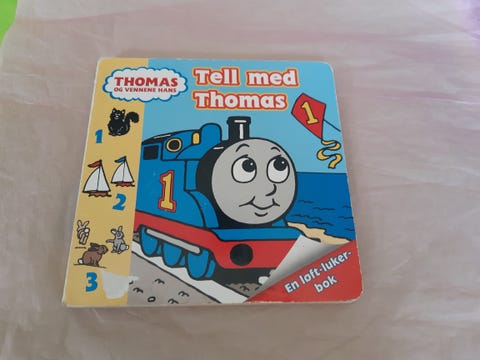 THOMAS
OG VENNENE HANS
Tell med
Thomas
1
1
1
2
3
En løft-luker-
bok